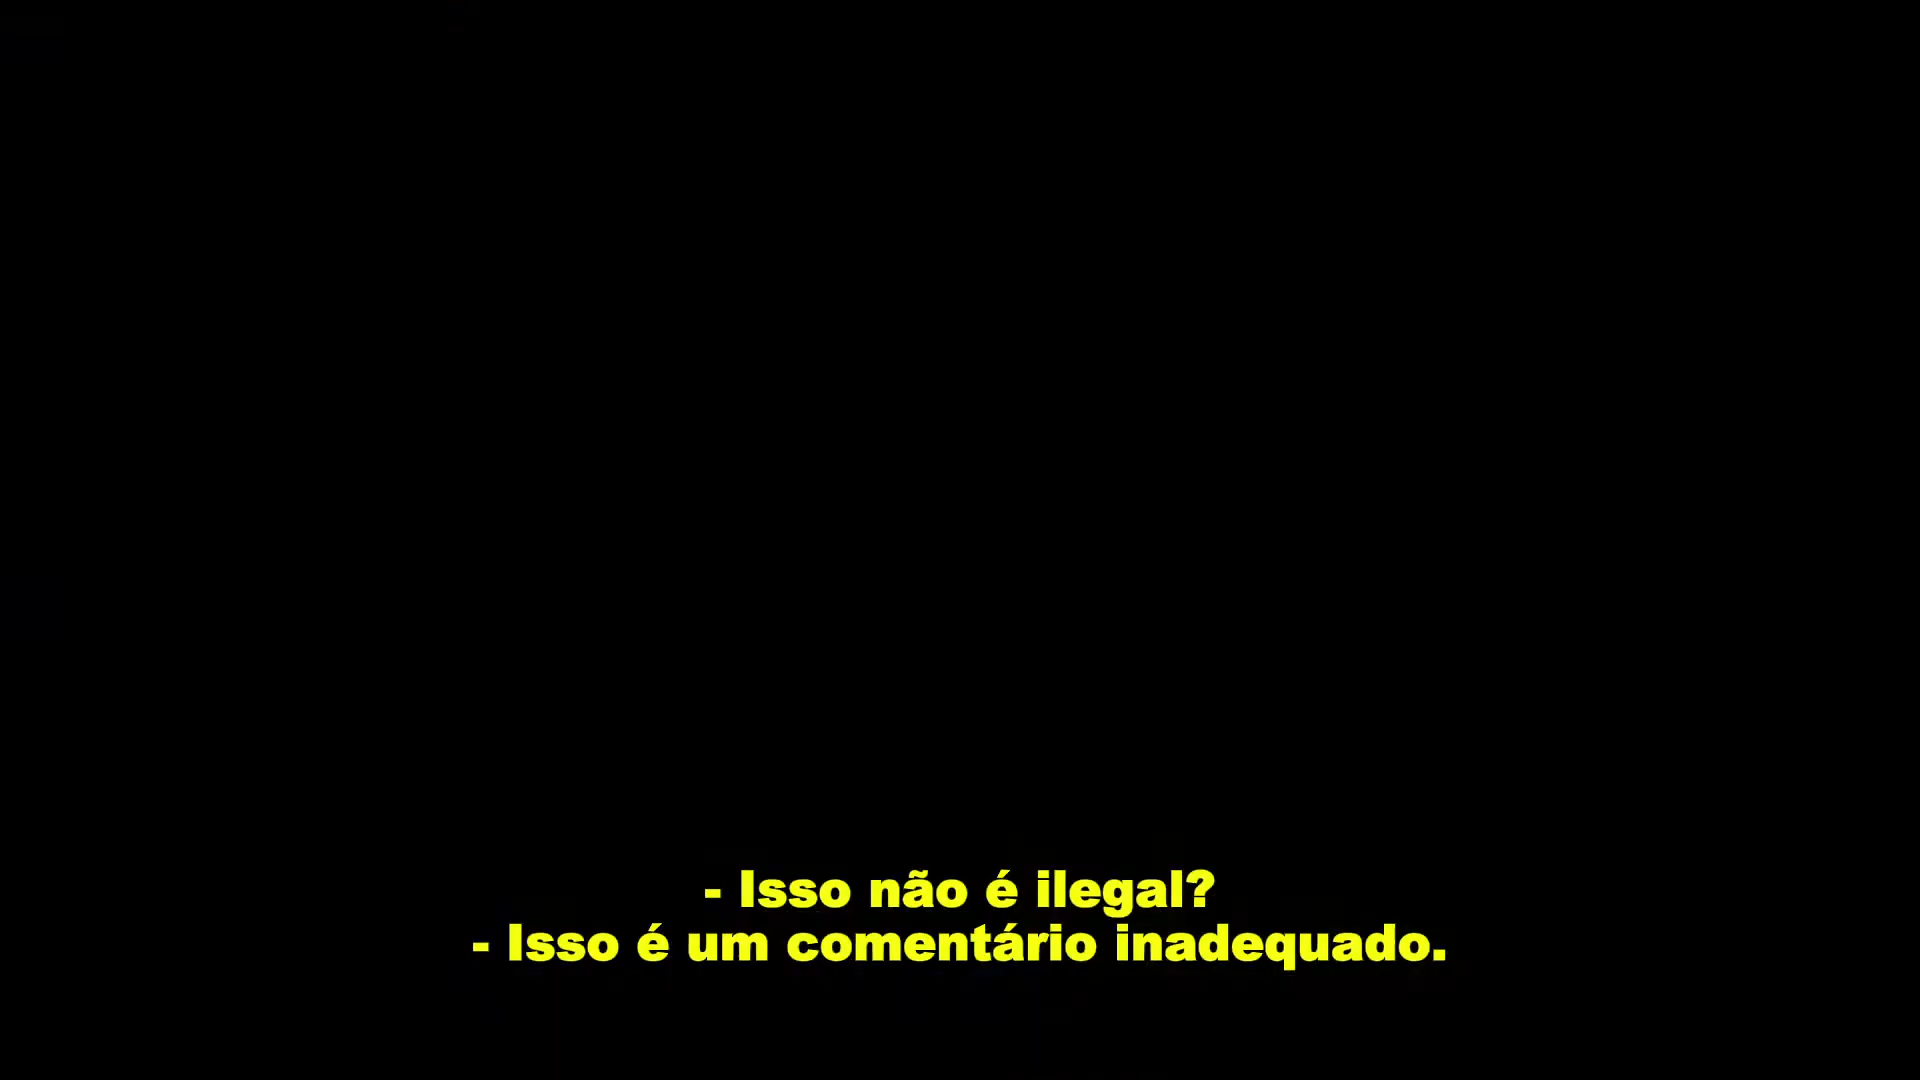 - Isso não é ilegal?
- Isso é um comentário inadequado.